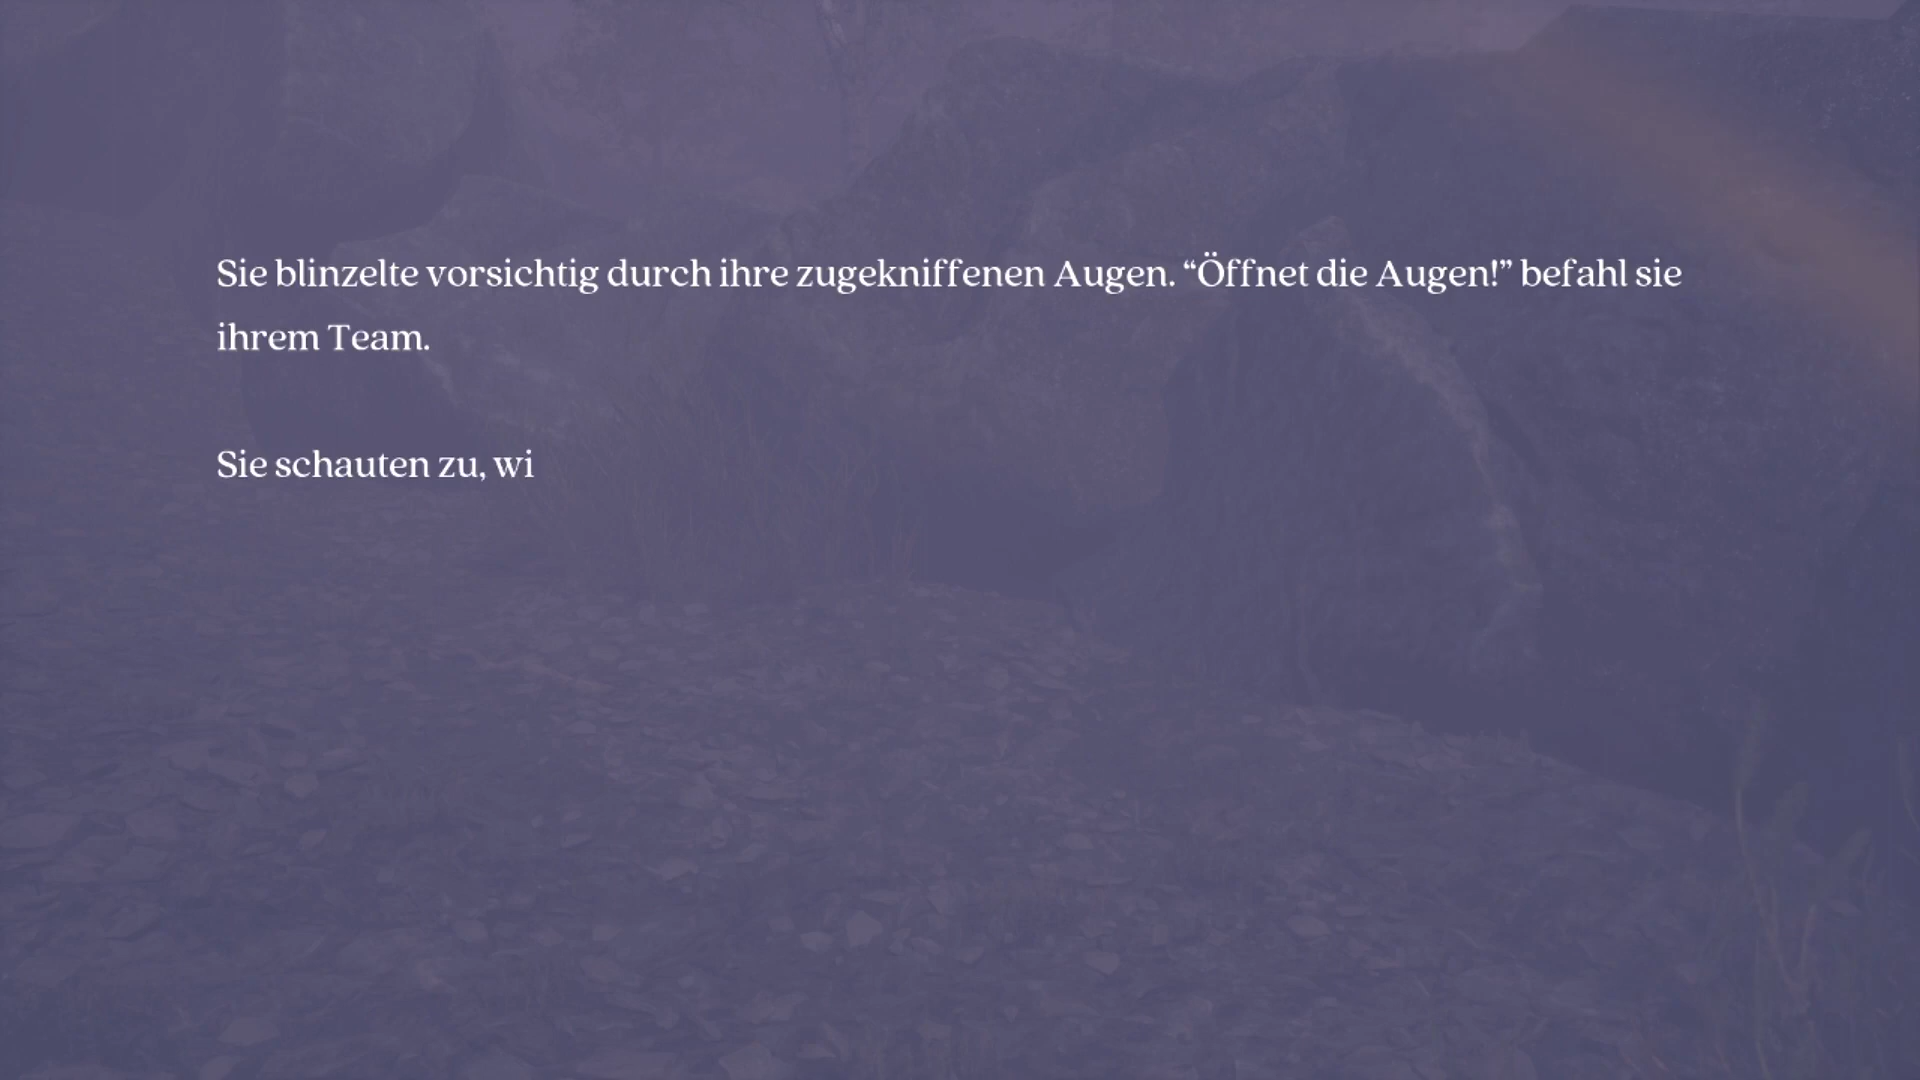 Sie blinzelte vorsichtig durch ihre zugekniffenen Augen. “Öffnet die Augen!” befahl sie
ihrem Team.
Sie schauten zu, wi